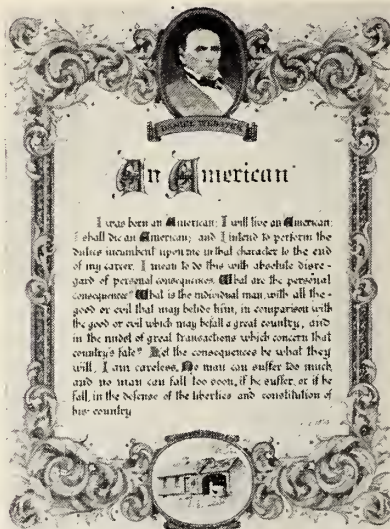 DANIEL WEBSTER
An American
I was born an American; I will live an American;
I shall die an American; and I intend to perform the
duties incumbent upon me in that character to the end
of my career. I mean to do this with absolute disre-
gard of personal consequences. What are the personal
consequences? What is the individual man, with all the
good or evil that may betide him, in comparison with
the good or evil which may befall a great country, and
in the midst of great transactions which concern that
country's fate? Let the consequences be what they
will, I am careless, No man can suffer too much,
and no man can fall too soon, if he suffer, or if he
fall, in the defense of the liberties and constitution of
his country